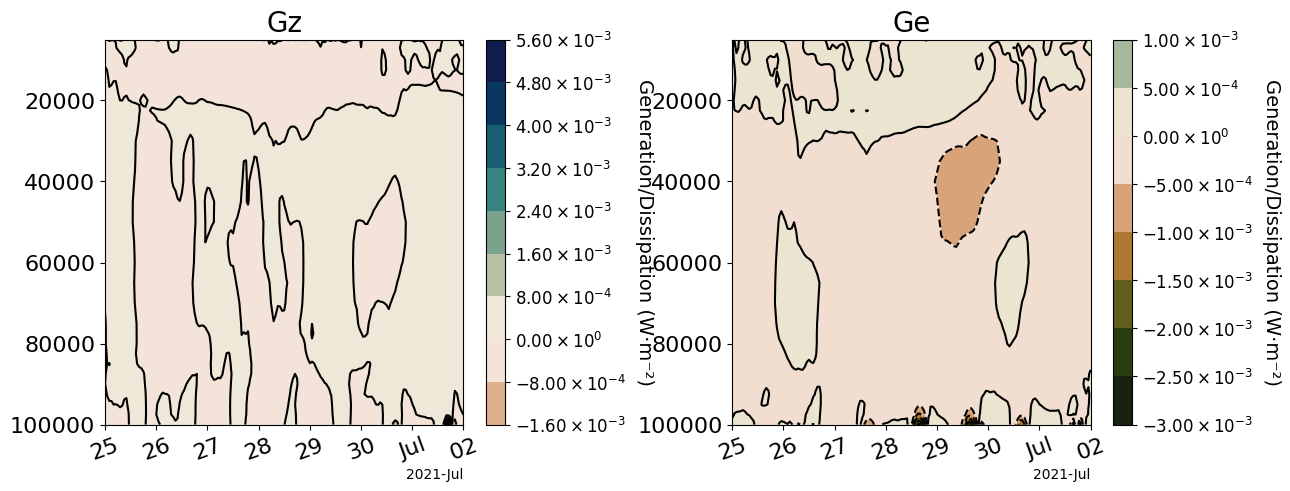 Gz
20000
40000
60000
80000
100000
25
26
27
28
29
30
Jul
02
2021-Jul
5.60 × 10⁻³
4.80 × 10⁻³
4.00 × 10⁻³
3.20 × 10⁻³
2.40 × 10⁻³
1.60 × 10⁻³
8.00 × 10⁻⁴
0.00 × 10⁰
−8.00 × 10⁻⁴
−1.60 × 10⁻³
Generation/Dissipation (W·m⁻²)
Ge
20000
40000
60000
80000
100000
25
26
27
28
29
30
Jul
02
2021-Jul
1.00 × 10⁻³
5.00 × 10⁻⁴
0.00 × 10⁰
−5.00 × 10⁻⁴
−1.00 × 10⁻³
−1.50 × 10⁻³
−2.00 × 10⁻³
−2.50 × 10⁻³
−3.00 × 10⁻³
Generation/Dissipation (W·m⁻²)